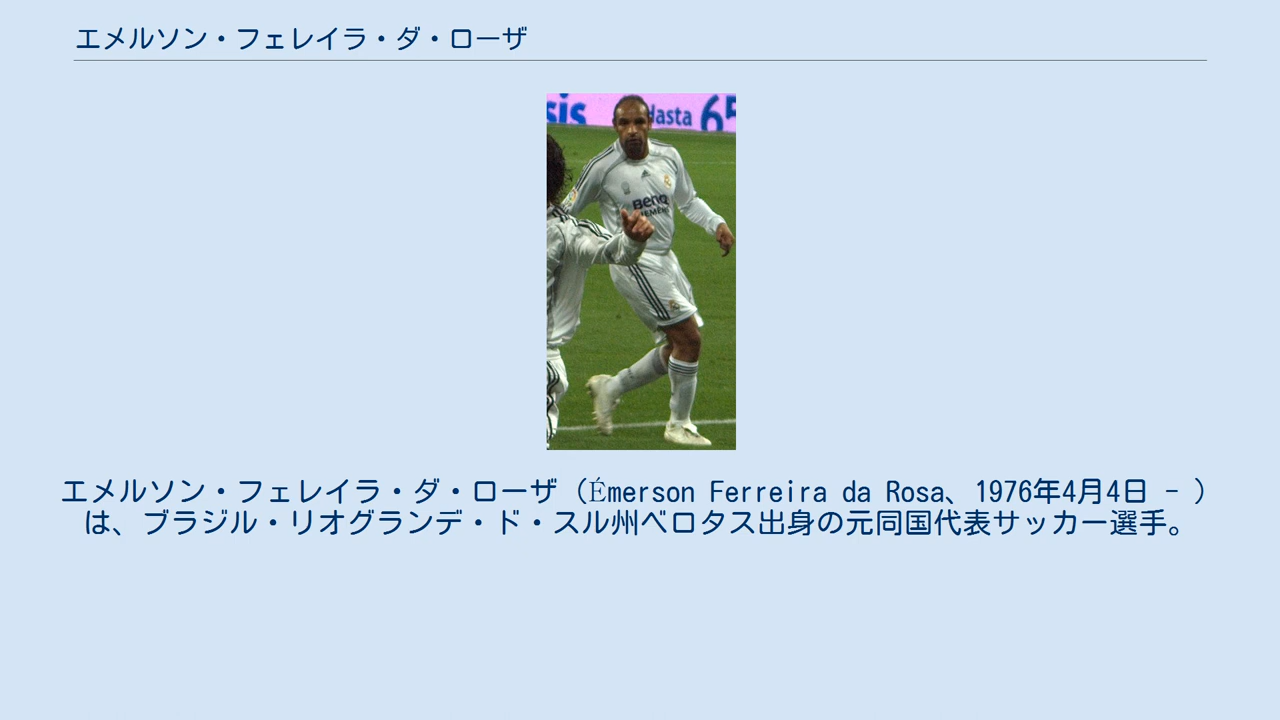 エメルソン・フェレイラ・ダ・ローザ
sis
Hasta 65
BenQ
SIEMENS
エメルソン・フェレイラ・ダ・ローザ（Émerson Ferreira da Rosa、1976年4月4日 - ）
は、ブラジル・リオグランデ・ド・スル州ペロタス出身の元同国代表サッカー選手。